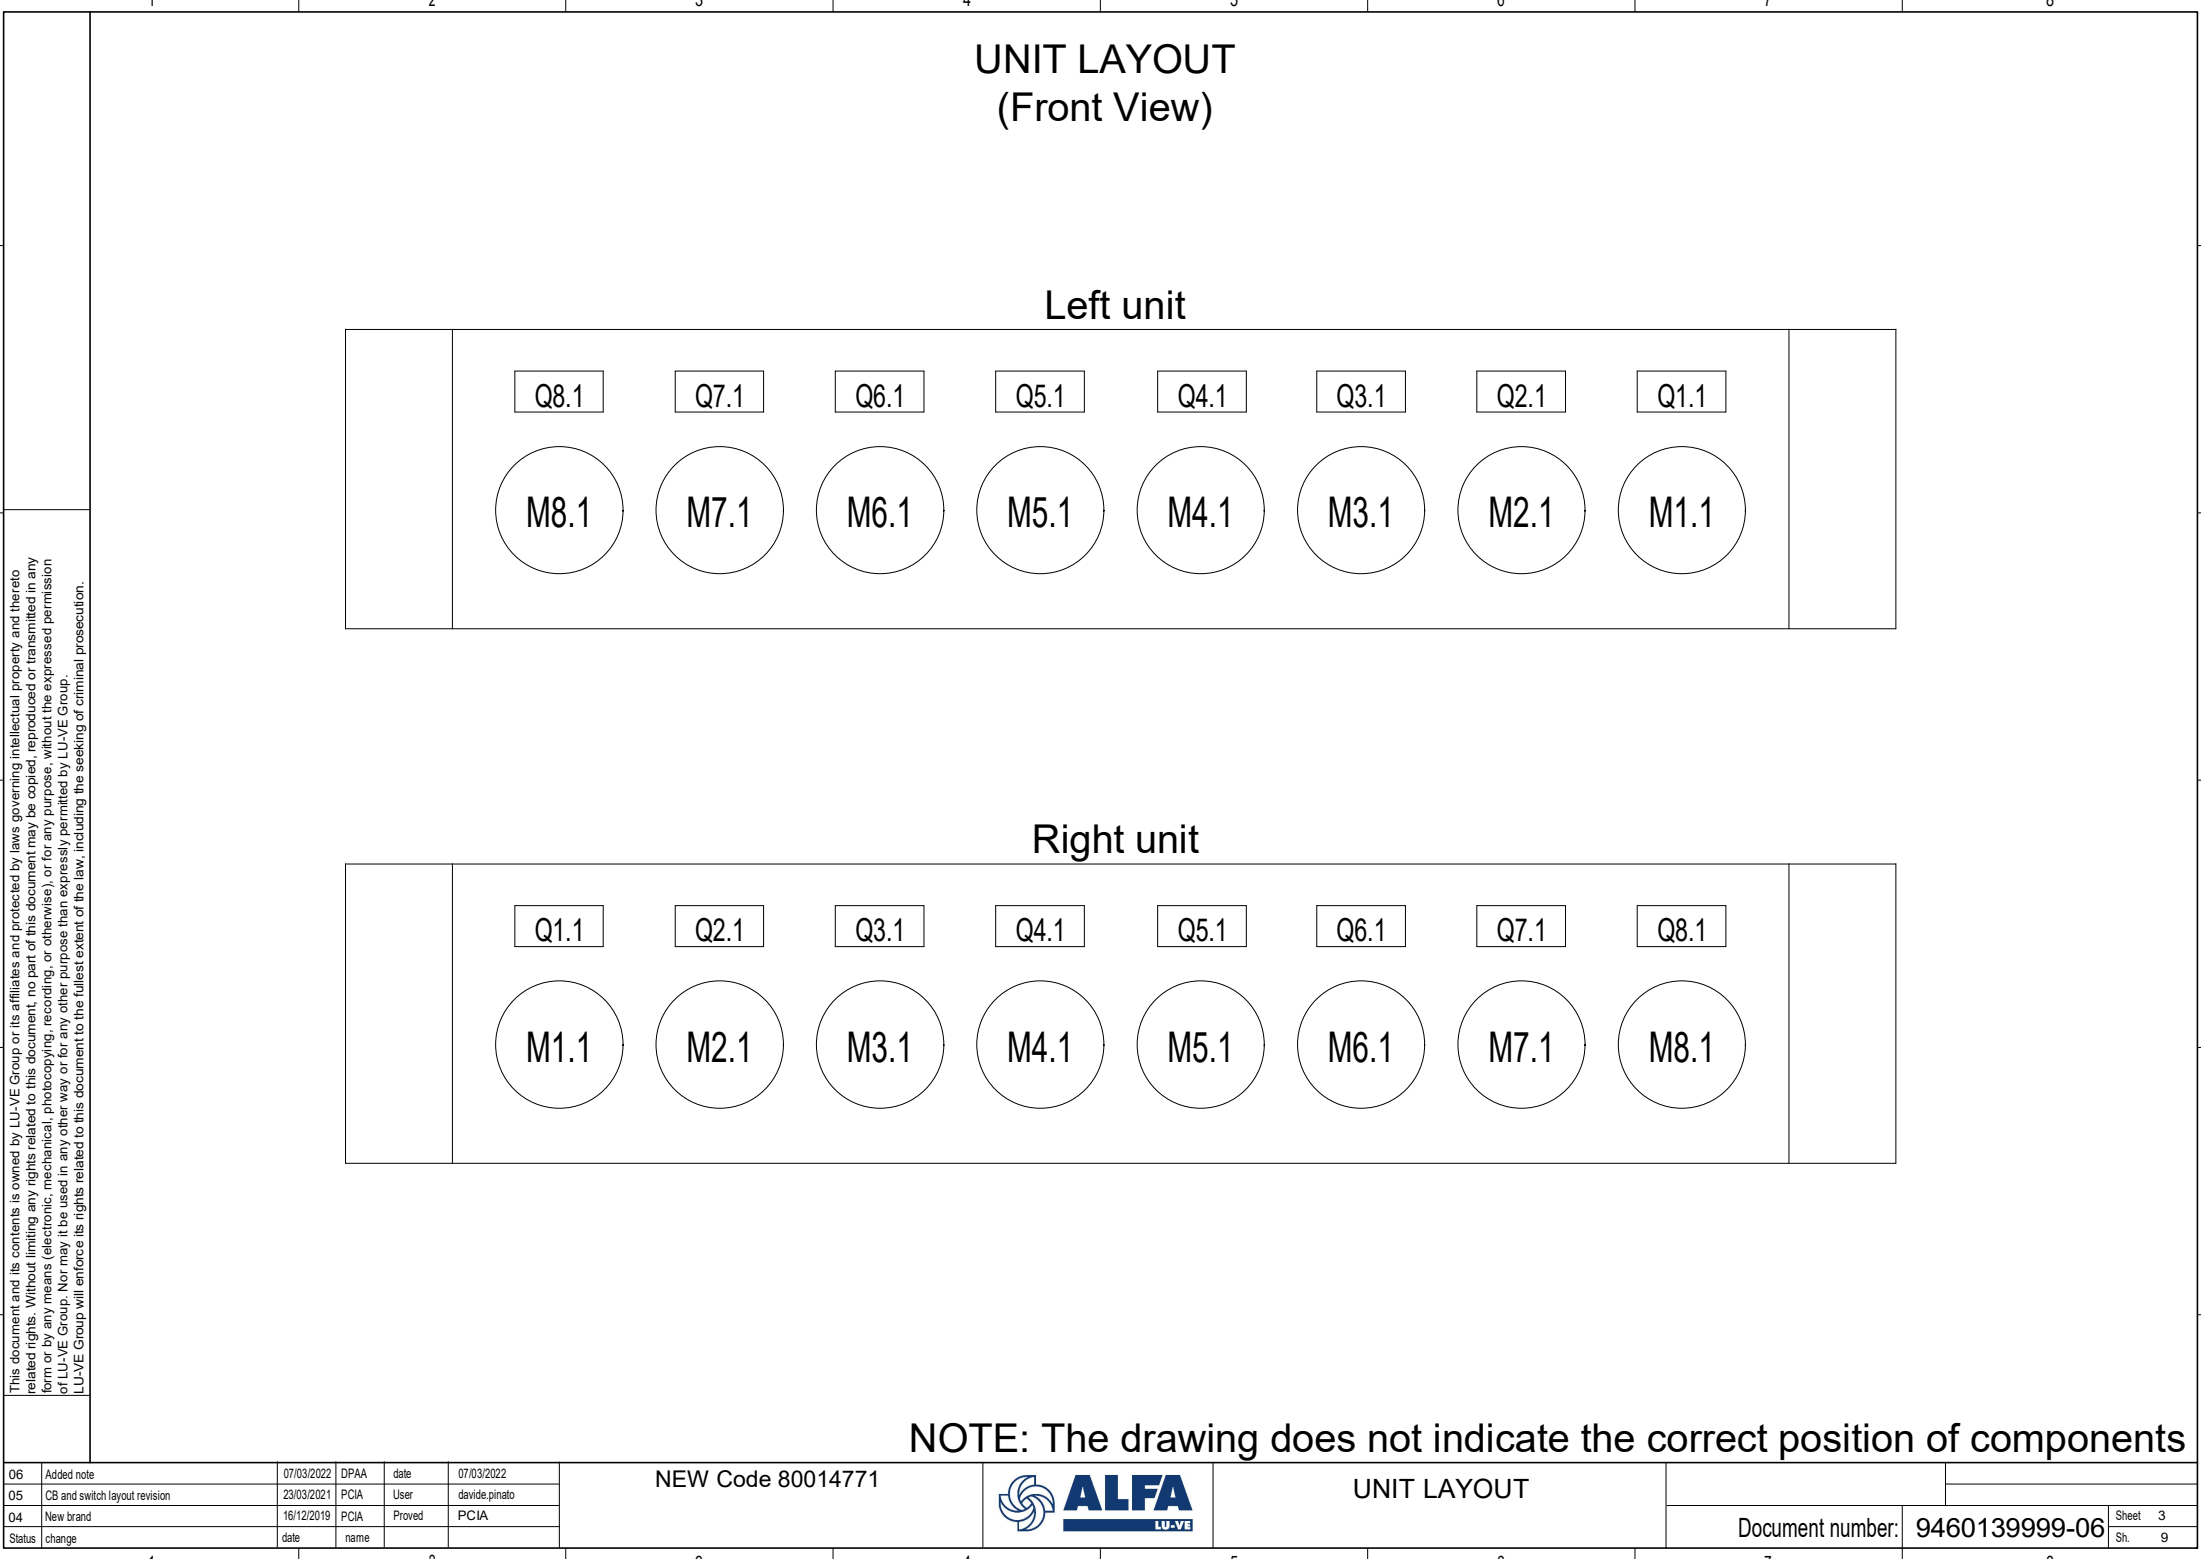 UNIT LAYOUT
(Front View)
Left unit
Q8.1 Q7.1 Q6.1 Q5.1 Q4.1 Q3.1 Q2.1 Q1.1
M8.1 M7.1 M6.1 M5.1 M4.1 M3.1 M2.1 M1.1
Right unit
Q1.1 Q2.1 Q3.1 Q4.1 Q5.1 Q6.1 Q7.1 Q8.1
M1.1 M2.1 M3.1 M4.1 M5.1 M6.1 M7.1 M8.1
This document and its contents is owned by LU-VE Group or its affiliates and protected by laws governing intellectual property and thereto
related rights. Without limiting any rights related to this document, no part of this document may be copied, reproduced or transmitted in any
form or by any means (electronic, mechanical, photocopying, recording, or otherwise), or for any purpose, without the expressed permission
of LU-VE Group. Nor may it be used in any other way or for any other purpose than expressly permitted by LU-VE Group.
LU-VE Group will enforce its rights related to this document to the fullest extent of the law, including the seeking of criminal prosecution.
NOTE: The drawing does not indicate the correct position of components
06 Added note 07/03/2022 DPAA date 07/03/2022
05 CB and switch layout revision 23/03/2021 PCIA User davide.pinato
04 New brand 16/12/2019 PCIA Proved PCIA
Status change date name
NEW Code 80014771
ALFA
LU-VE
UNIT LAYOUT
Document number: 9460139999-06
Sheet 3
Sh. 9